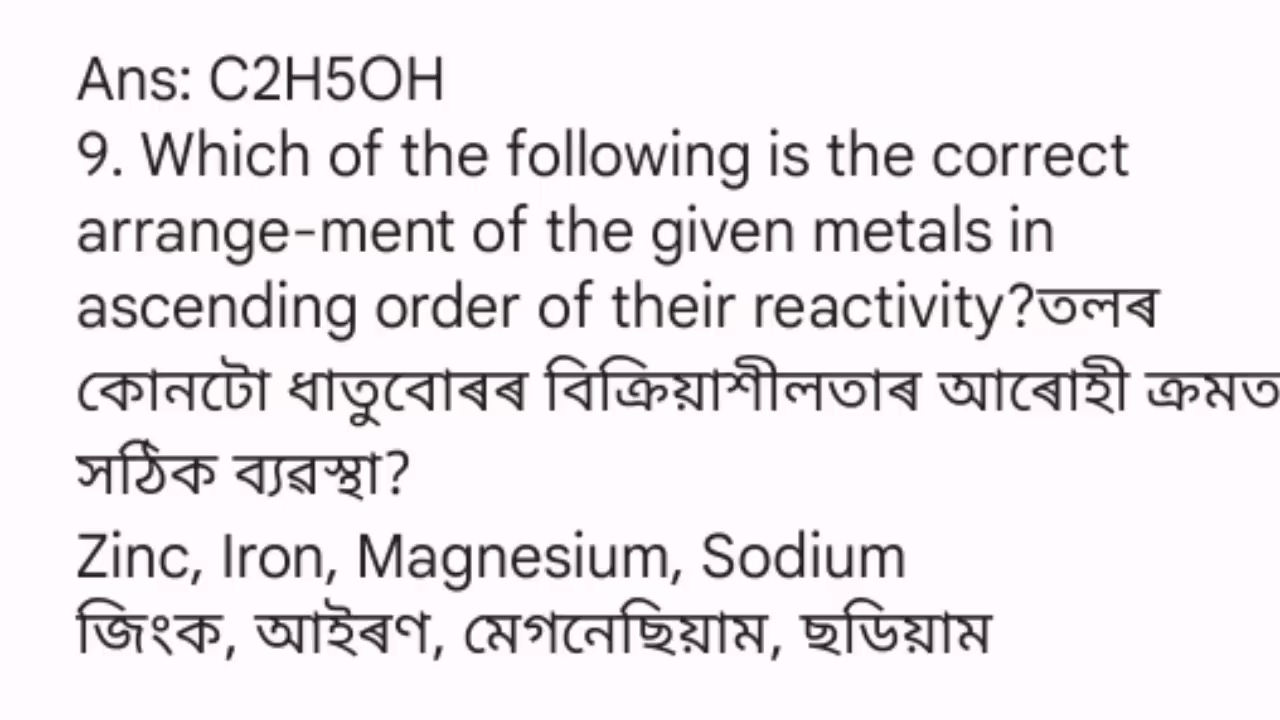 Ans: C2H5OH
9. Which of the following is the correct
arrange-ment of the given metals in
ascending order of their reactivity?তলৰ
কোনটো ধাতুবোৰৰ বিক্ৰিয়াশীলতাৰ আৰোহী ক্ৰমত
সঠিক ব্যৱস্থা?
Zinc, Iron, Magnesium, Sodium
জিংক, আইৰণ, মেগনেছিয়াম, ছডিয়াম